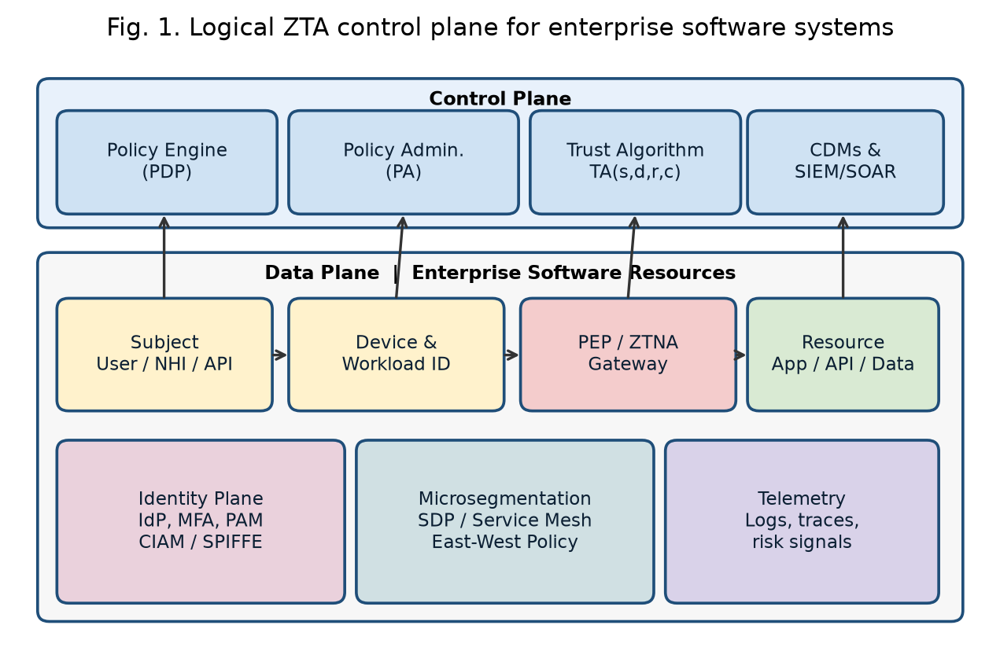 Fig. 1. Logical ZTA control plane for enterprise software systems
Control Plane
Policy Engine
(PDP)
Policy Admin.
(PA)
Trust Algorithm
TA(s,d,r,c)
CDMs &
SIEM/SOAR
Data Plane | Enterprise Software Resources
Subject
User / NHI / API
Device &
Workload ID
PEP / ZTNA
Gateway
Resource
App / API / Data
Identity Plane
IdP, MFA, PAM
CIAM / SPIFFE
Microsegmentation
SDP / Service Mesh
East-West Policy
Telemetry
Logs, traces,
risk signals